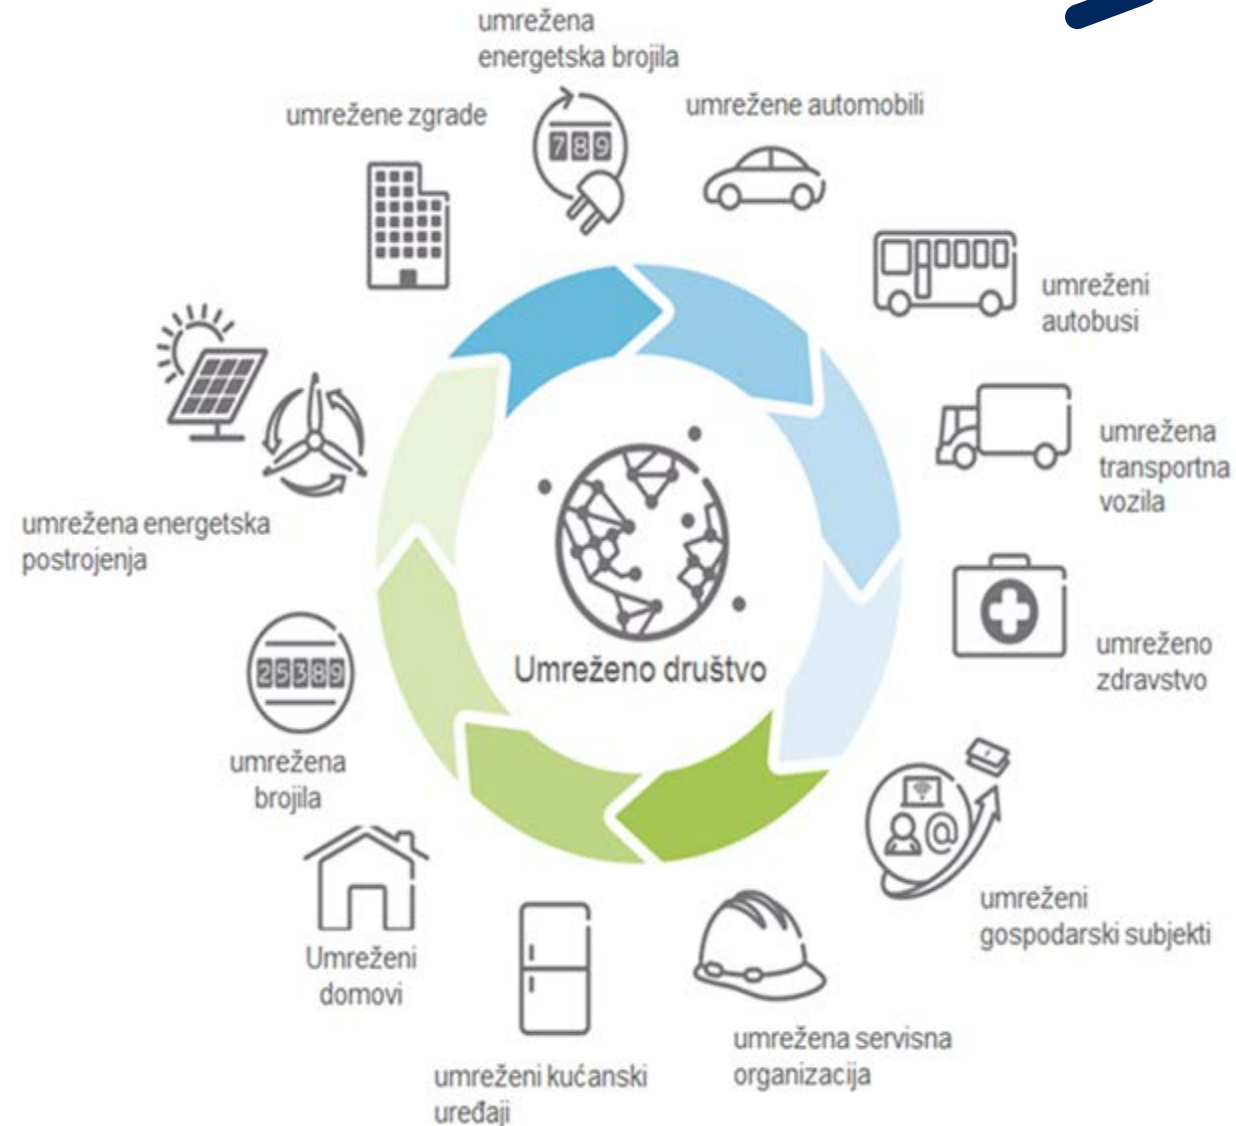 umrežena
energetska brojila
umrežene automobili
umrežene zgrade
789
umreženi
autobusi
umrežena
transportna
vozila
umrežena energetska
postrojenja
umreženo
zdravstvo
Umreženo društvo
25389
umrežena
brojila
@
umreženi
gospodarski subjekti
Umreženi
domovi
umrežena servisna
organizacija
umreženi kućanski
uređaji